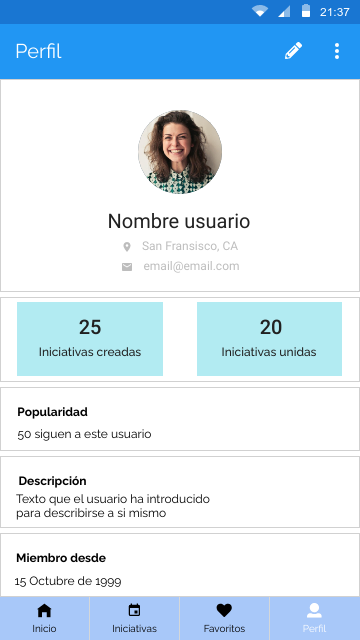 21:37
Perfil
Nombre usuario
San Fransisco, CA
email@email.com
25
Iniciativas creadas
20
Iniciativas unidas
Popularidad
50 siguen a este usuario
Descripción
Texto que el usuario ha introducido
para describirse a si mismo
Miembro desde
15 Octubre de 1999
Inicio
Iniciativas
Favoritos
Perfil